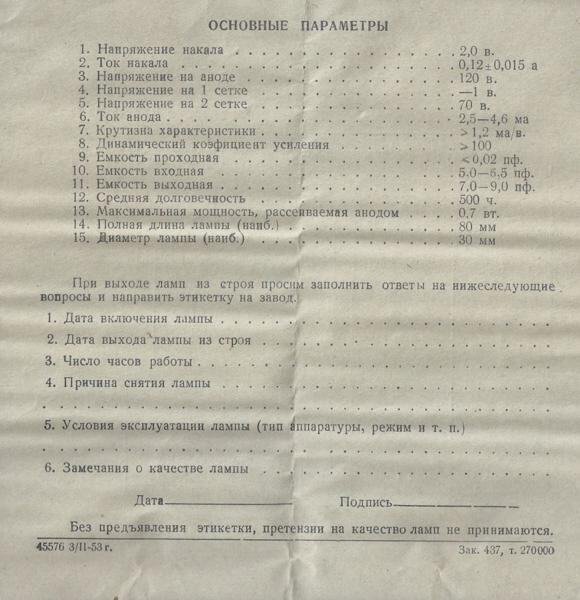 ОСНОВНЫЕ ПАРАМЕТРЫ
1. Напряжение накала . . . . . . . . . . . . . . . . . 2,0 в.
2. Ток накала . . . . . . . . . . . . . . . . . . . . 0,12±0,015 а
3. Напряжение на аноде . . . . . . . . . . . . . . . . 120 в.
4. Напряжение на 1 сетке . . . . . . . . . . . . . . . —1 в.
5. Напряжение на 2 сетке . . . . . . . . . . . . . . . 70 в.
6. Ток анода . . . . . . . . . . . . . . . . . . . . . 2,5—4,6 ма
7. Крутизна характеристики . . . . . . . . . . . . . . >1,2 ма/в.
8. Динамический коефициент усиления . . . . . . . . . >100
9. Емкость проходная . . . . . . . . . . . . . . . . . <0,02 пф.
10. Емкость входная . . . . . . . . . . . . . . . . . 5.0—6,5 пф.
11. Емкость выходная . . . . . . . . . . . . . . . . . 7,0—9,0 пф.
12. Средняя долговечность . . . . . . . . . . . . . . 500 ч.
13. Максимальная мощность, рассеиваемая анодом . . . . 0,7 вт.
14. Полная длина лампы (наиб.) . . . . . . . . . . . . 80 мм
15. Диаметр лампы (наиб.) . . . . . . . . . . . . . . 30 мм
При выходе ламп из строя просим заполнить ответы на нижеследующие
вопросы и направить этикетку на завод.
1. Дата включения лампы . . . . . . . . . . . . . . . .
2. Дата выхода лампы из строя . . . . . . . . . . . . .
3. Число часов работы . . . . . . . . . . . . . . . . .
4. Причина снятия лампы . . . . . . . . . . . . . . . .
5. Условия эксплуатации лампы (тип аппаратуры, режим и т. п.)
6. Замечания о качестве лампы . . . . . . . . . . . . .
Дата____________ Подпись____________
Без предъявления этикетки, претензии на качество ламп не принимаются.
45576 3/II-53 г. Зак. 437, т. 270000